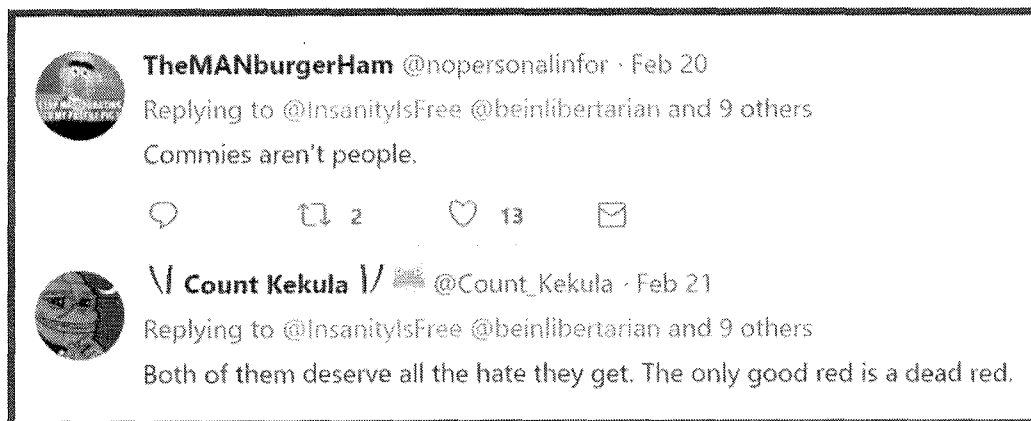 TheMANburgerHam @nopersonalinfor · Feb 20
Replying to @InsanityIsFree @beinlibertarian and 9 others
Commies aren't people.
2 13
\/ Count Kekula \/ @Count_Kekula · Feb 21
Replying to @InsanityIsFree @beinlibertarian and 9 others
Both of them deserve all the hate they get. The only good red is a dead red.